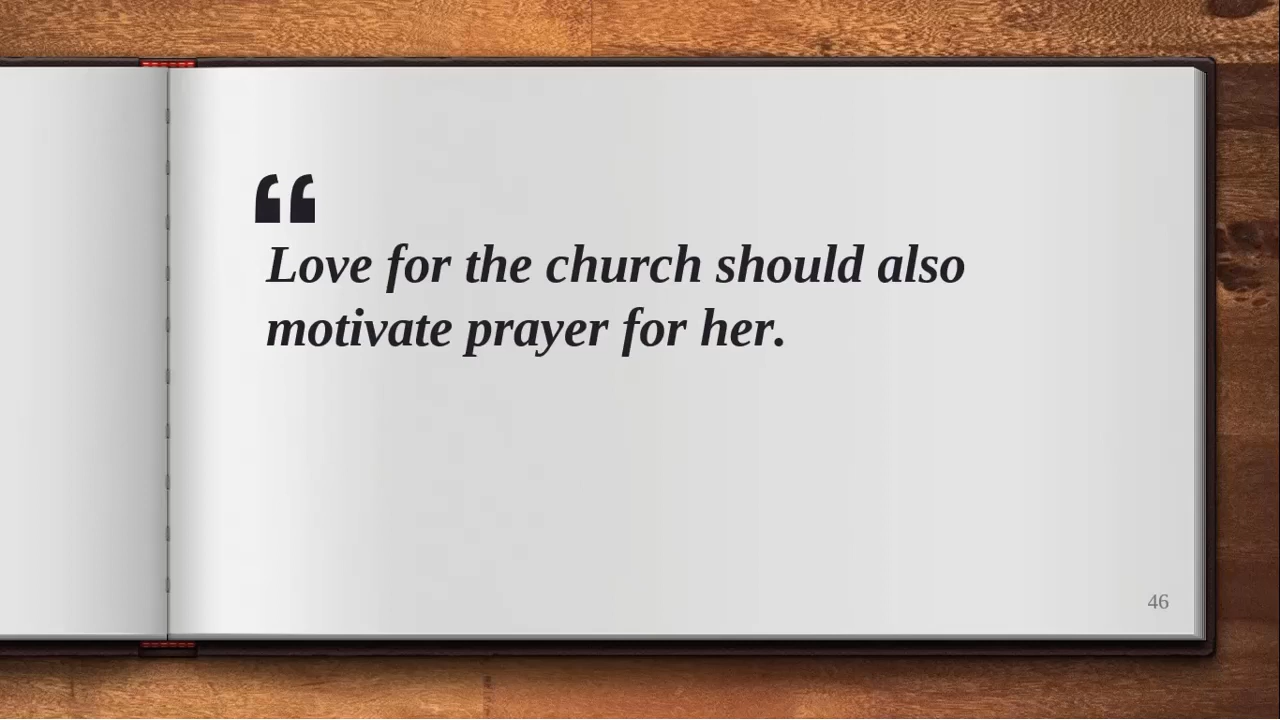 “
Love for the church should also
motivate prayer for her.
46